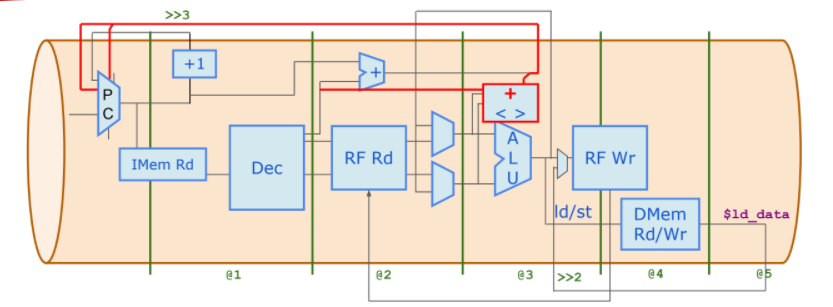 >>3
+1
P
C
+
+
< >
IMem Rd
Dec
RF Rd
A
L
U
RF Wr
ld/st
DMem
Rd/Wr
$ld_data
@1
@2
@3
>>2
@4
@5